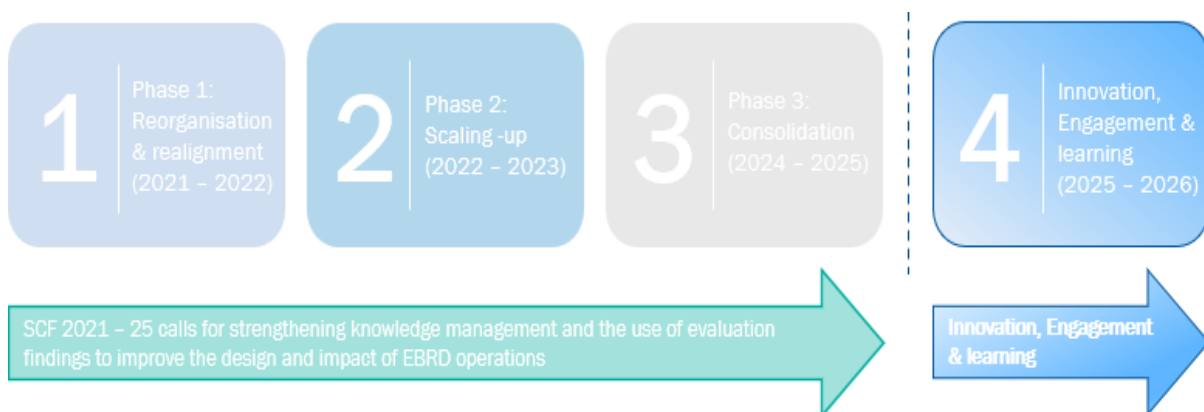 1
Phase 1:
Reorganisation
& realignment
(2021 – 2022)
2
Phase 2:
Scaling -up
(2022 – 2023)
3
Phase 3:
Consolidation
(2024 – 2025)
4
Innovation,
Engagement &
learning
(2025 – 2026)
SCF 2021 – 25 calls for strengthening knowledge management and the use of evaluation
findings to improve the design and impact of EBRD operations
Innovation, Engagement
& learning